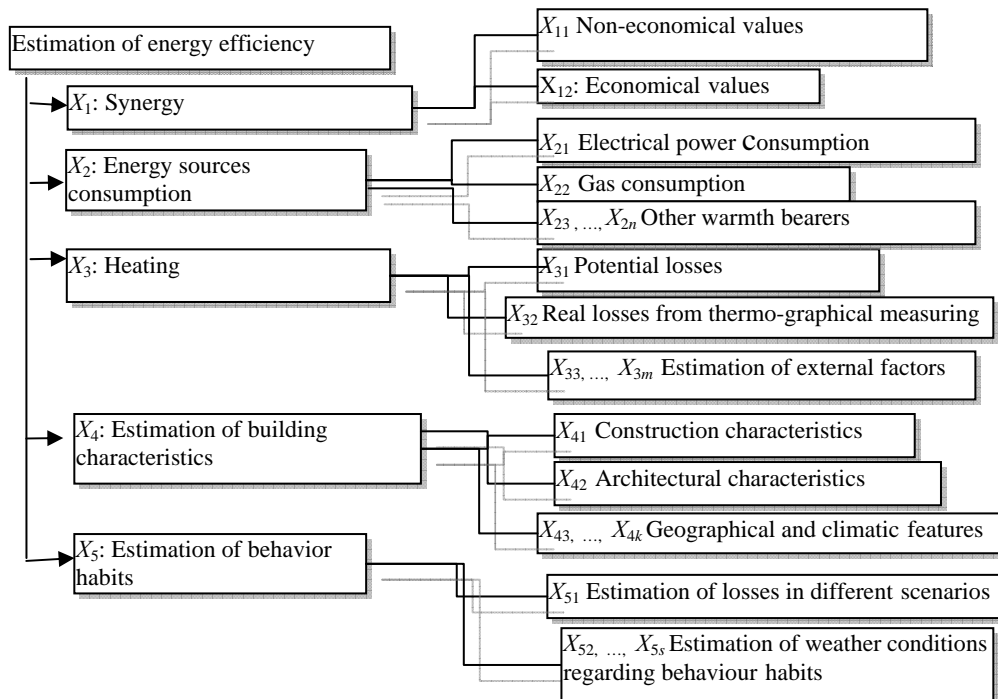 Estimation of energy efficiency
X11 Non-economical values
X12: Economical values
X1: Synergy
X2: Energy sources
consumption
X21 Electrical power consumption
X22 Gas consumption
X23, ..., X2n Other warmth bearers
X3: Heating
X31 Potential losses
X32 Real losses from thermo-graphical measuring
X33, ..., X3m Estimation of external factors
X4: Estimation of building
characteristics
X41 Construction characteristics
X42 Architectural characteristics
X43, ..., X4k Geographical and climatic features
X5: Estimation of behavior
habits
X51 Estimation of losses in different scenarios
X52, ..., X5s Estimation of weather conditions
regarding behaviour habits